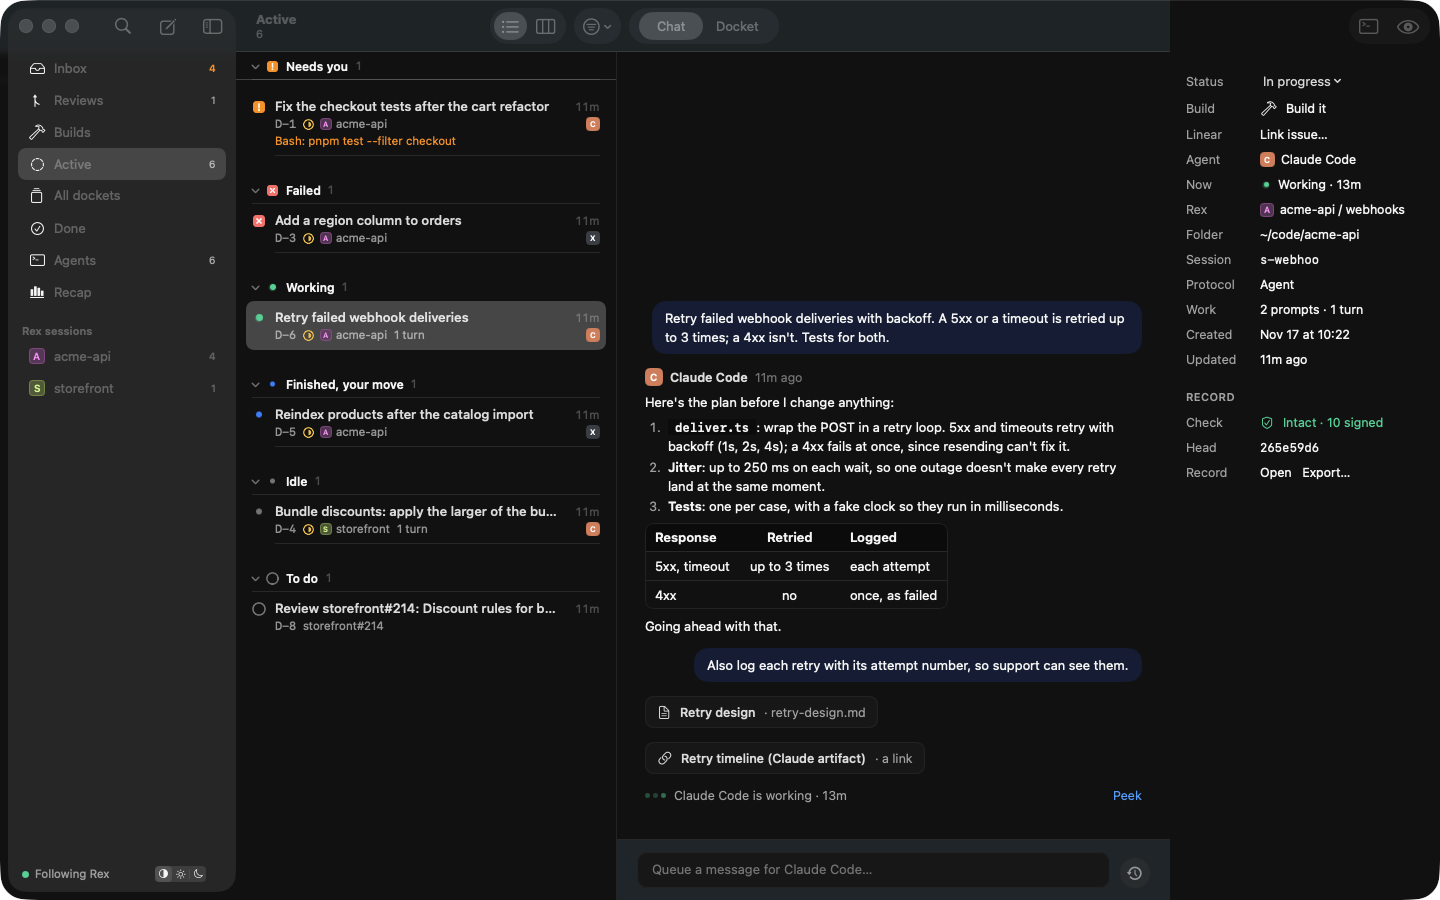 Active
6
Chat
Docket
Inbox 4
Reviews 1
Builds
Active 6
All dockets
Done
Agents 6
Recap
Rex sessions
A acme-api 4
S storefront 1
Following Rex
Needs you 1
Fix the checkout tests after the cart refactor 11m
D–1 A acme-api C
Bash: pnpm test --filter checkout
Failed 1
Add a region column to orders 11m
D–3 A acme-api X
Working 1
Retry failed webhook deliveries 11m
D–6 A acme-api 1 turn C
Finished, your move 1
Reindex products after the catalog import 11m
D–5 A acme-api X
Idle 1
Bundle discounts: apply the larger of the bu... 11m
D–4 S storefront 1 turn C
To do 1
Review storefront#214: Discount rules for b... 11m
D–8 storefront#214
Retry failed webhook deliveries with backoff. A 5xx or a timeout is retried up
to 3 times; a 4xx isn't. Tests for both.
C Claude Code 11m ago
Here's the plan before I change anything:
1. deliver.ts : wrap the POST in a retry loop. 5xx and timeouts retry with
backoff (1s, 2s, 4s); a 4xx fails at once, since resending can't fix it.
2. Jitter: up to 250 ms on each wait, so one outage doesn't make every retry
land at the same moment.
3. Tests: one per case, with a fake clock so they run in milliseconds.
Response Retried Logged
5xx, timeout up to 3 times each attempt
4xx no once, as failed
Going ahead with that.
Also log each retry with its attempt number, so support can see them.
Retry design · retry-design.md
Retry timeline (Claude artifact) · a link
Claude Code is working · 13m Peek
Queue a message for Claude Code...
Status In progress
Build Build it
Linear Link issue...
Agent C Claude Code
Now Working · 13m
Rex A acme-api / webhooks
Folder ~/code/acme-api
Session s-webhoo
Protocol Agent
Work 2 prompts · 1 turn
Created Nov 17 at 10:22
Updated 11m ago
RECORD
Check Intact · 10 signed
Head 265e59d6
Record Open Export...